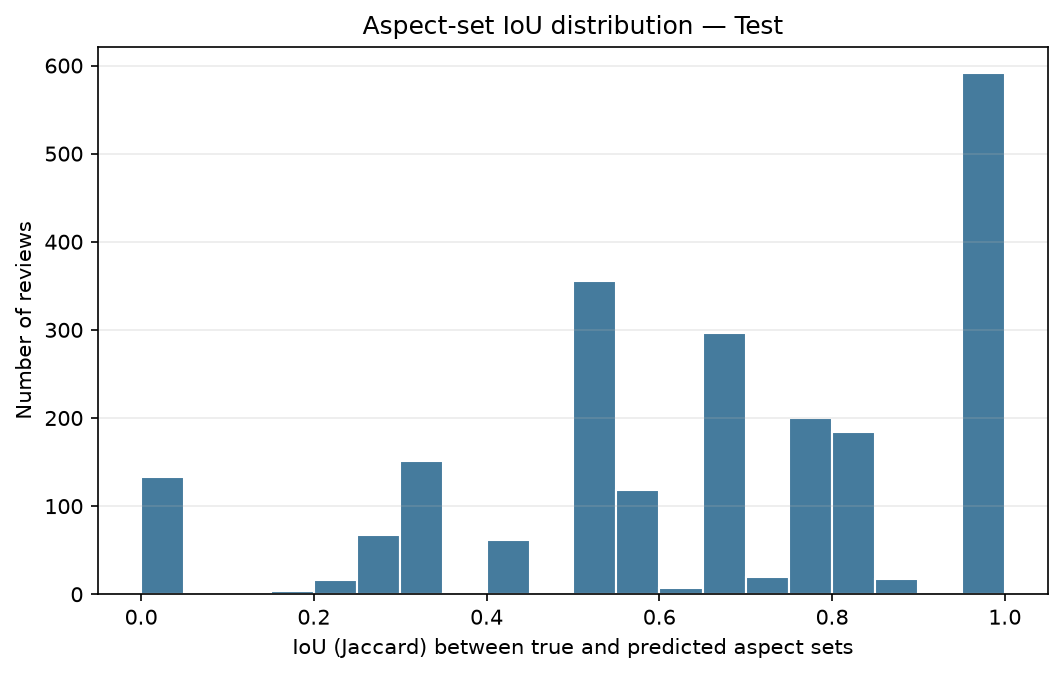 Aspect-set IoU distribution — Test
600
500
400
300
200
100
0
Number of reviews
0.0 0.2 0.4 0.6 0.8 1.0
IoU (Jaccard) between true and predicted aspect sets